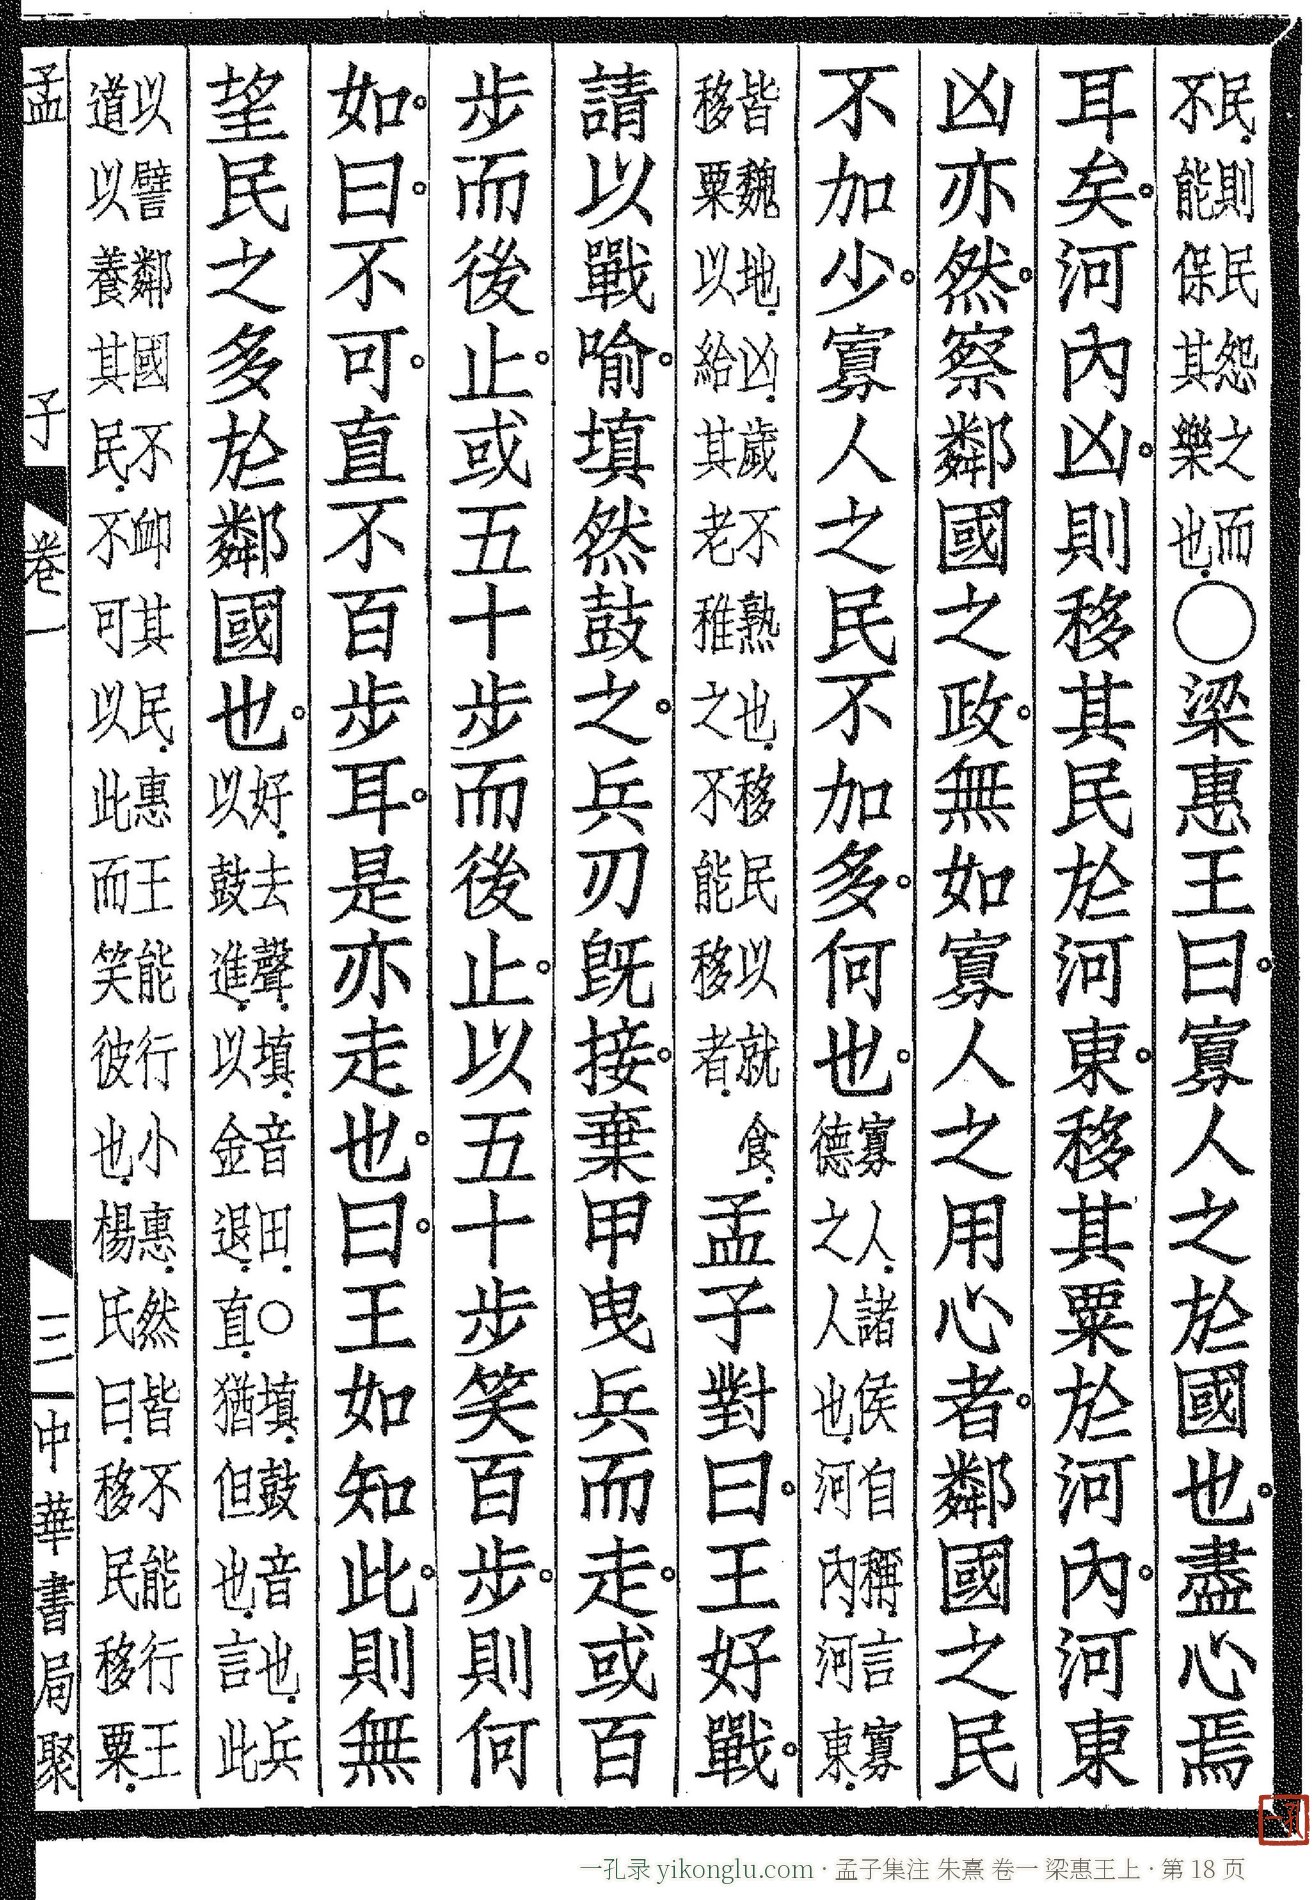 民．則民怨之而
不能保其樂也．
○梁惠王曰。寡人之於國也。盡心焉
耳矣。河內凶。則移其民於河東。移其粟於河內。河東
凶亦然。察鄰國之政。無如寡人之用心者。鄰國之民
不加少。寡人之民不加多。何也。
寡人．諸侯自稱．言寡
德之人也．河內．河東．
皆魏地．凶．歲不熟也．移民以就食．
移粟以給其老稚之不能移者．
孟子對曰。王好戰。
請以戰喻。填然鼓之。兵刃既接。棄甲曳兵而走。或百
步而後止。或五十步而後止。以五十步笑百步。則何
如。曰。不可。直不百步耳。是亦走也。曰。王如知此。則無
望民之多於鄰國也。
好．去聲．填．音田．○填．鼓音也．兵
以鼓進．以金退．直．猶但也．言此
以譬鄰國不卹其民．惠王能行小惠．然皆不能行王
道以養其民．不可以此而笑彼也．楊氏曰．移民移粟．
孟子 卷一 三一中華書局聚
一孔录 yikonglu.com · 孟子集注 朱熹 卷一 梁惠王上 · 第 18 页